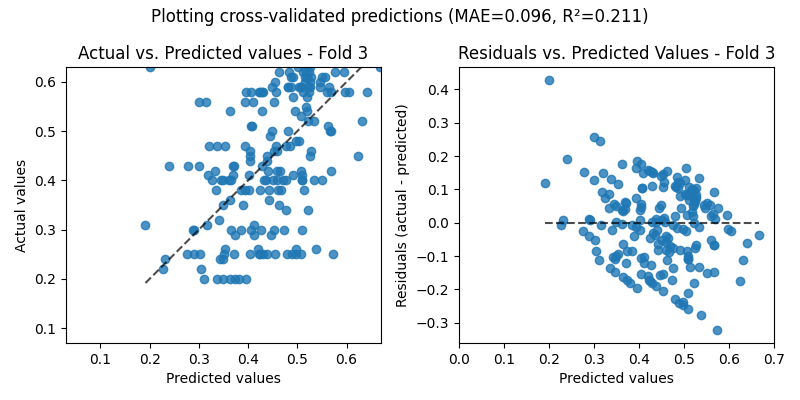 Plotting cross-validated predictions (MAE=0.096, R²=0.211)
Actual vs. Predicted values - Fold 3
Residuals vs. Predicted Values - Fold 3
0.6
0.5
0.4
0.3
0.2
0.1
Actual values
0.1 0.2 0.3 0.4 0.5 0.6
Predicted values
0.4
0.3
0.2
0.1
0.0
−0.1
−0.2
−0.3
Residuals (actual - predicted)
0.0 0.1 0.2 0.3 0.4 0.5 0.6 0.7
Predicted values